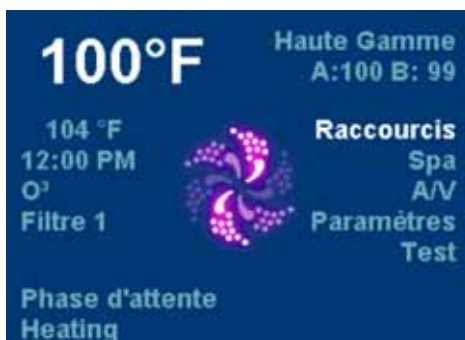 100°F
Haute Gamme
A:100 B: 99
104 °F
12:00 PM
O³
Filtre 1
Raccourcis
Spa
A/V
Paramètres
Test
Phase d'attente
Heating